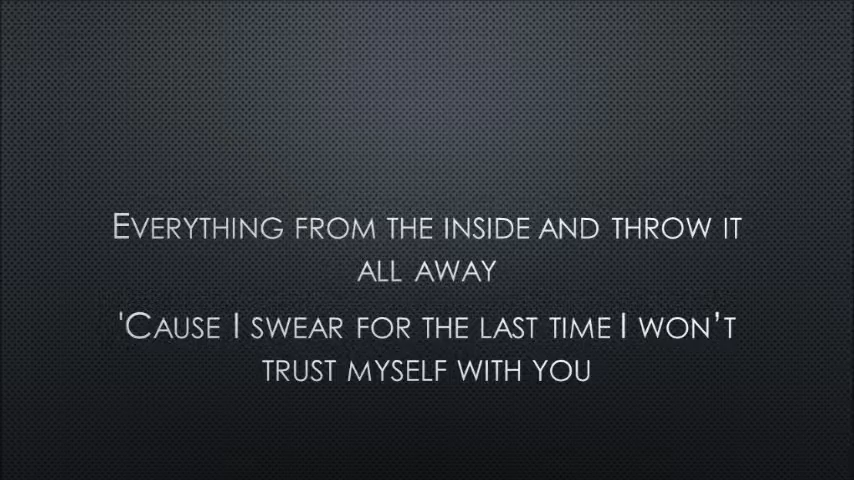 Everything from the inside and throw it
all away
'Cause I swear for the last time I won’t
trust myself with you